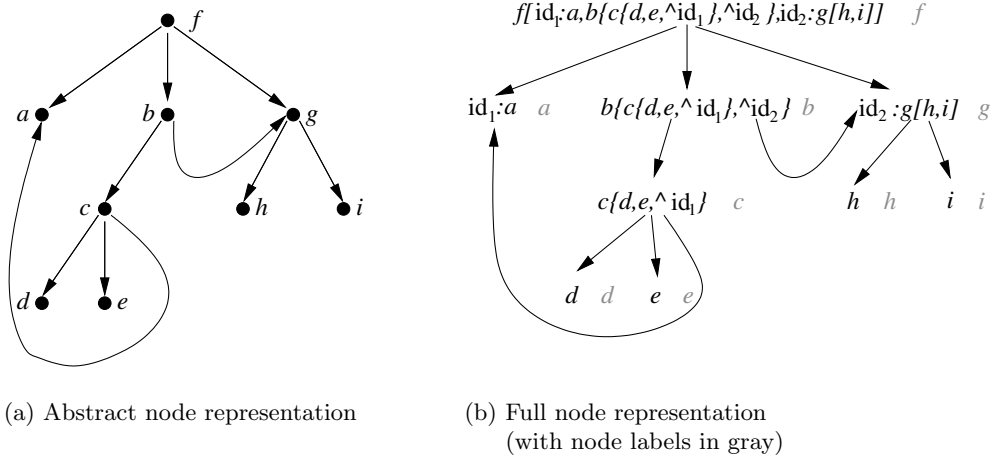 f
a
b
g
c
h
i
d
e
(a) Abstract node representation
f[id₁:a,b{c{d,e,^id₁},^id₂},id₂:g[h,i]] f
id₁:a a
b{c{d,e,^id₁},^id₂} b
id₂:g[h,i] g
c{d,e,^id₁} c
h h
i i
d d
e e
(b) Full node representation
(with node labels in gray)